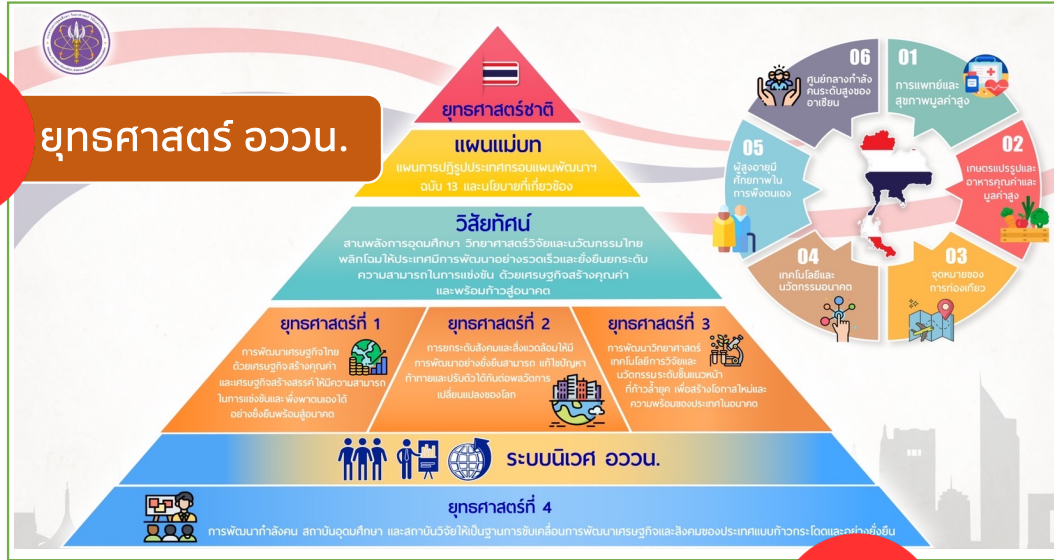 ยุทธศาสตร์ อววน.
ยุทธศาสตร์ชาติ
แผนแม่บท
แผนการปฏิรูปประเทศกรอบแผนพัฒนาฯ
ฉบับ 13 และนโยบายที่เกี่ยวข้อง
วิสัยทัศน์
สานพลังการอุดมศึกษา วิทยาศาสตร์วิจัยและนวัตกรรมไทย
พลิกโฉมให้ประเทศมีการพัฒนาอย่างรวดเร็วและยั่งยืนยกระดับ
ความสามารถในการแข่งขัน ด้วยเศรษฐกิจสร้างคุณค่า
และพร้อมก้าวสู่อนาคต
ยุทธศาสตร์ที่ 1
การพัฒนาเศรษฐกิจไทย
ด้วยเศรษฐกิจสร้างคุณค่า
และเศรษฐกิจสร้างสรรค์ ให้มีความสามารถ
ในการแข่งขันและ พึ่งพาตนเองได้
อย่างยั่งยืนพร้อมสู่อนาคต
ยุทธศาสตร์ที่ 2
การยกระดับสังคมและสิ่งแวดล้อมให้มี
การพัฒนาอย่างยั่งยืนสามารถ แก้ไขปัญหา
ท้าทายและปรับตัวได้ทันต่อพลวัตการ
เปลี่ยนแปลงของโลก
ยุทธศาสตร์ที่ 3
การพัฒนาวิทยาศาสตร์
เทคโนโลยีการวิจัยและ
นวัตกรรมระดับขั้นแนวหน้า
ที่ก้าวล้ำยุค เพื่อสร้างโอกาสใหม่และ
ความพร้อมของประเทศในอนาคต
ระบบนิเวศ อววน.
ยุทธศาสตร์ที่ 4
การพัฒนากำลังคน สถาบันอุดมศึกษา และสถาบันวิจัยให้เป็นฐานการขับเคลื่อนการพัฒนาเศรษฐกิจและสังคมของประเทศแบบก้าวกระโดดและอย่างยั่งยืน
01
การแพทย์และ
สุขภาพมูลค่าสูง
02
เกษตรแปรรูปและ
อาหารคุณค่าและ
มูลค่าสูง
03
จุดหมายของ
การท่องเที่ยว
04
เทคโนโลยีและ
นวัตกรรมอนาคต
05
ผู้สูงอายุมี
ศักยภาพใน
การพึ่งตนเอง
06
ศูนย์กลางกำลัง
คนระดับสูงของ
อาเซียน